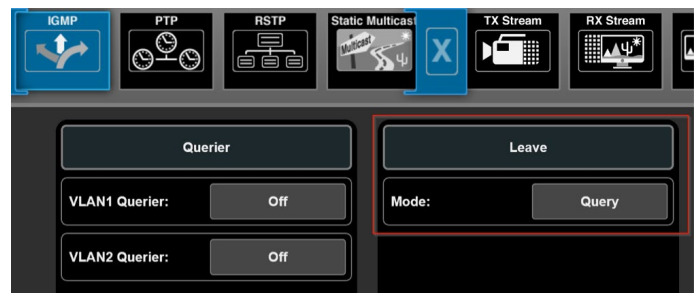 IGMP
PTP
RSTP
Static Multicast
TX Stream
RX Stream
Multicast
X
Querier
Leave
VLAN1 Querier:
Off
Mode:
Query
VLAN2 Querier:
Off